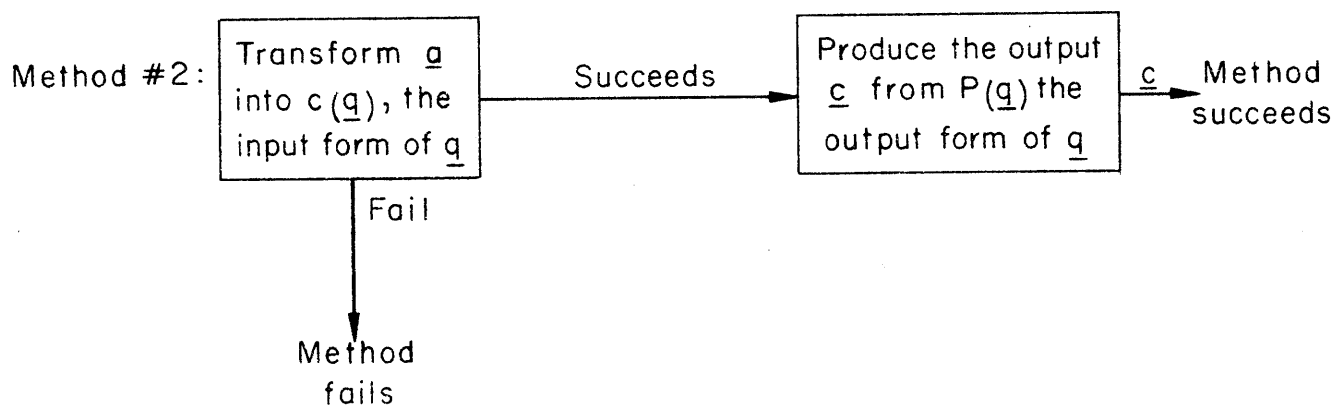 Method #2:
Transform a
into c(q), the
input form of q
Succeeds
Produce the output
c from P(q) the
output form of q
c
Method
succeeds
Fail
Method
fails